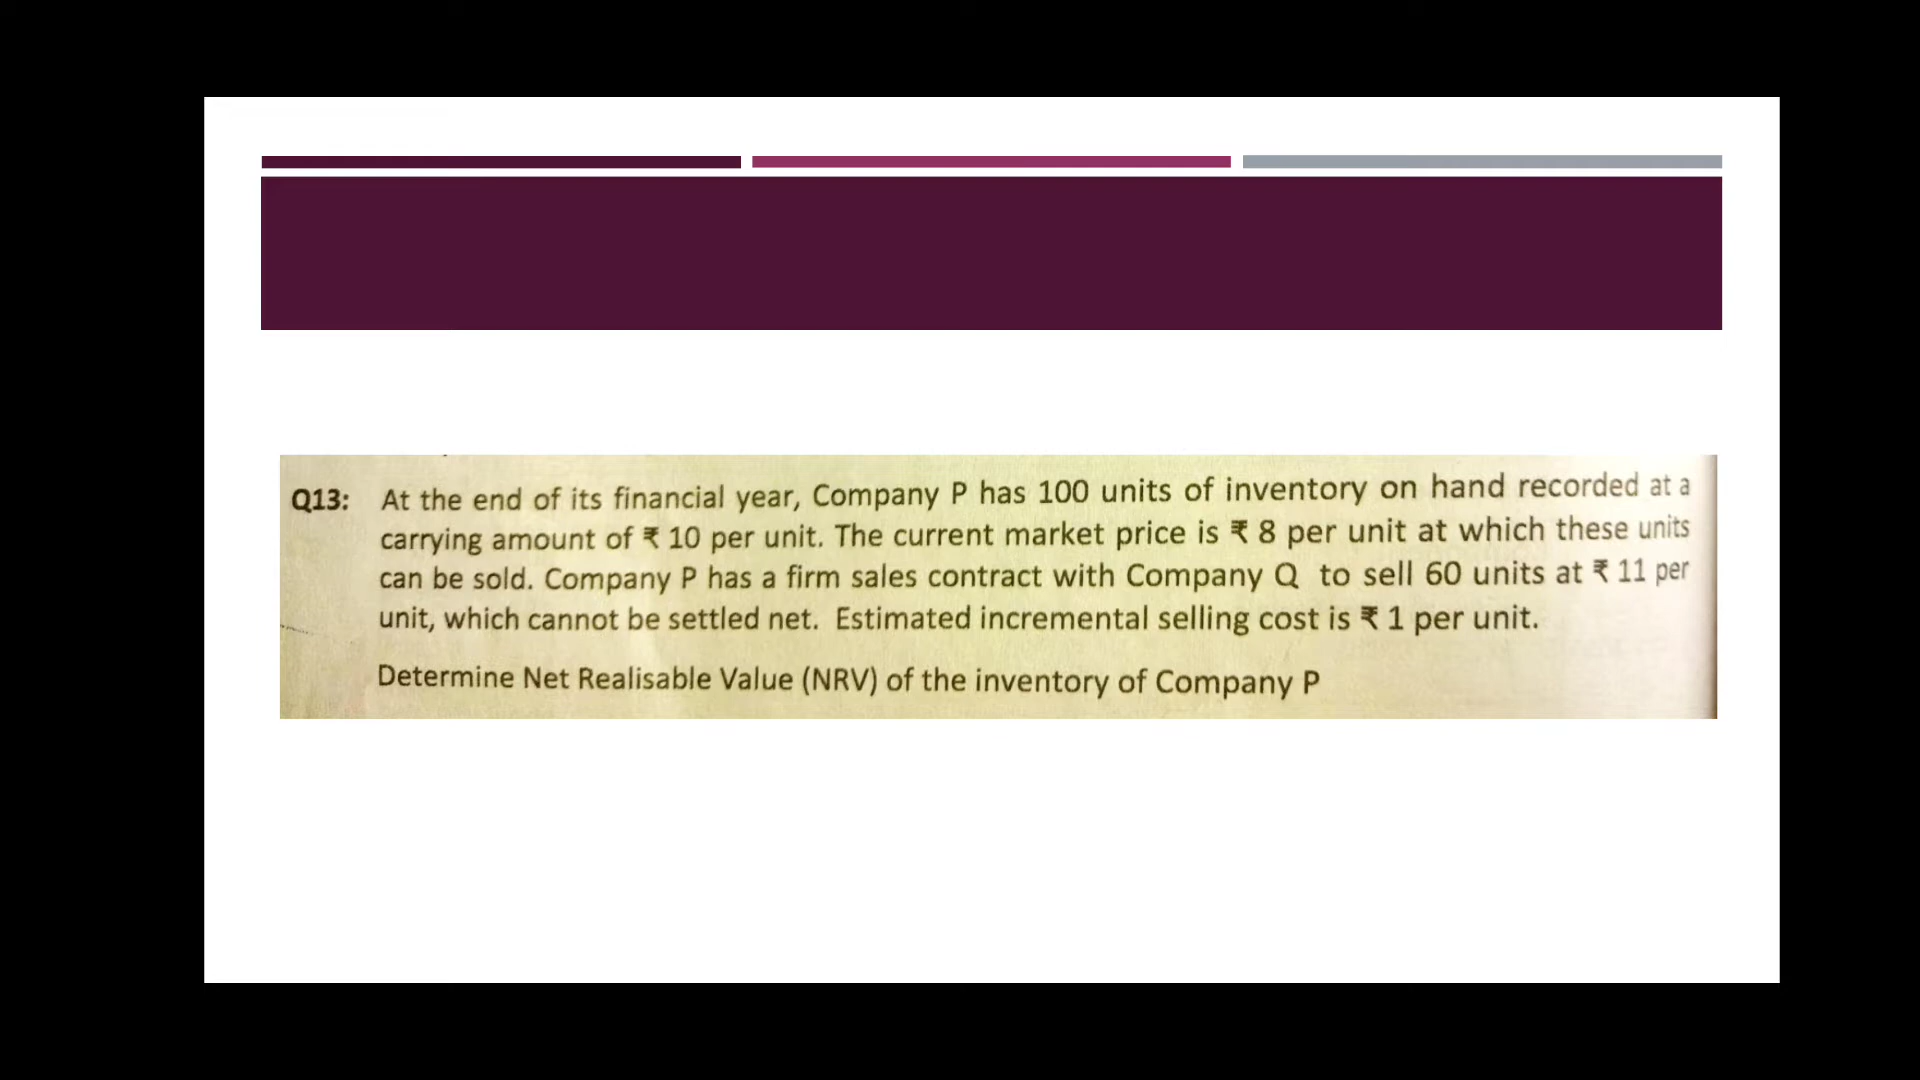 Q13: At the end of its financial year, Company P has 100 units of inventory on hand recorded at a
carrying amount of ₹ 10 per unit. The current market price is ₹ 8 per unit at which these units
can be sold. Company P has a firm sales contract with Company Q to sell 60 units at ₹ 11 per
unit, which cannot be settled net. Estimated incremental selling cost is ₹ 1 per unit.
Determine Net Realisable Value (NRV) of the inventory of Company P